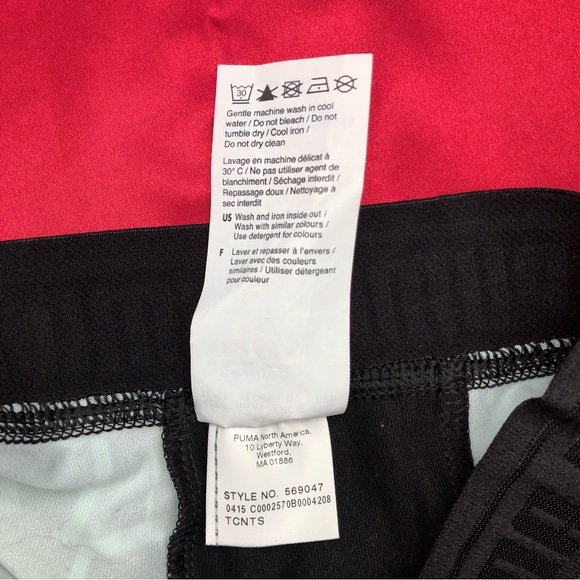 30
Gentle machine wash in cool
water / Do not bleach / Do not
tumble dry / Cool iron /
Do not dry clean
Lavage en machine délicat à
30° C / Ne pas utiliser agent de
blanchiment / Séchage interdit /
Repassage doux / Nettoyage à
sec interdit
US Wash and iron inside out /
Wash with similar colours /
Use detergent for colours
F Laver et repasser à l'envers /
Laver avec des couleurs
similaires / Utiliser détergeant
pour couleur
PUMA North America,
10 Lyberty Way,
Westford,
MA 01886
STYLE NO. 569047
0415 C0002570B0004208
TCNTS